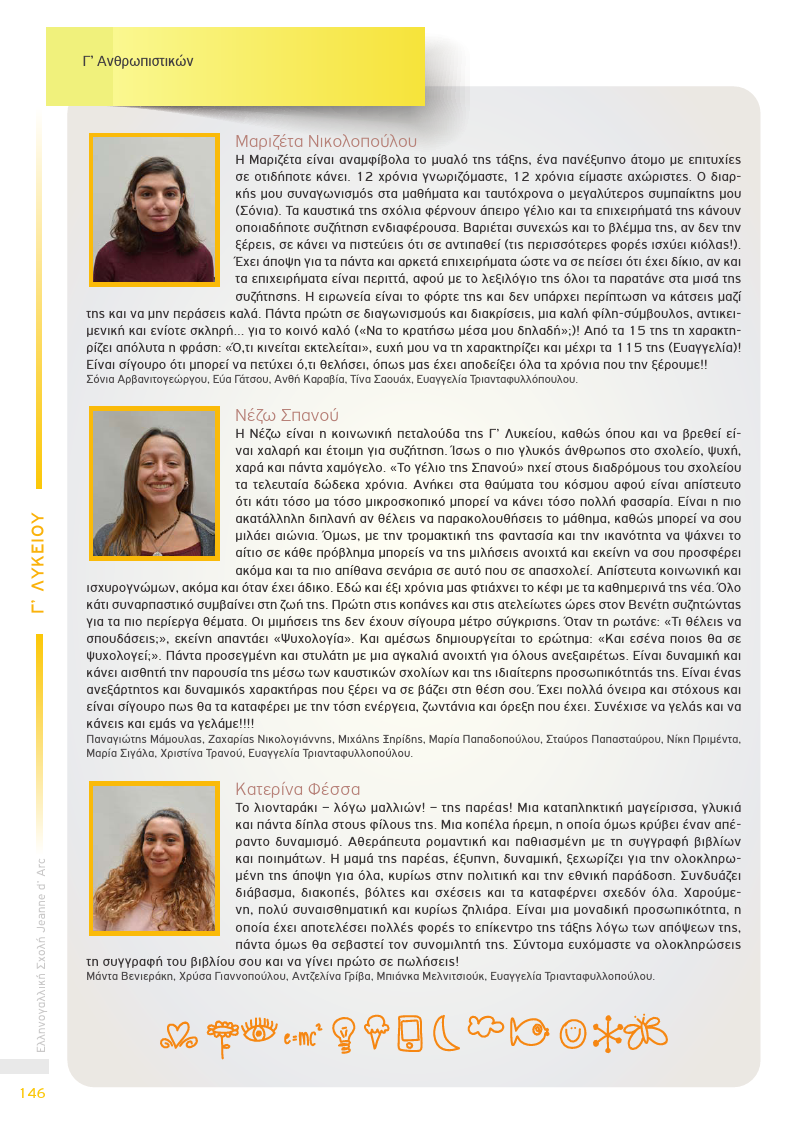 Γ’ Ανθρωπιστικών
Μαριζέτα Νικολοπούλου
Η Μαριζέτα είναι αναμφίβολα το μυαλό της τάξης, ένα πανέξυπνο άτομο με επιτυχίες
σε οτιδήποτε κάνει. 12 χρόνια γνωριζόμαστε, 12 χρόνια είμαστε αχώριστες. Ο διαρ-
κής μου συναγωνισμός στα μαθήματα και ταυτόχρονα ο μεγαλύτερος συμπαίκτης μου
(Σόνια). Τα καυστικά της σχόλια φέρνουν άπειρο γέλιο και τα επιχειρήματά της κάνουν
οποιαδήποτε συζήτηση ενδιαφέρουσα. Βαριέται συνεχώς και το βλέμμα της, αν δεν την
ξέρεις, σε κάνει να πιστεύεις ότι σε αντιπαθεί (τις περισσότερες φορές ισχύει κιόλας!).
Έχει άποψη για τα πάντα και αρκετά επιχειρήματα ώστε να σε πείσει ότι έχει δίκιο, αν και
τα επιχειρήματα είναι περιττά, αφού με το λεξιλόγιο της όλοι τα παρατάνε στα μισά της
συζήτησης. Η ειρωνεία είναι το φόρτε της και δεν υπάρχει περίπτωση να κάτσεις μαζί
της και να μην περάσεις καλά. Πάντα πρώτη σε διαγωνισμούς και διακρίσεις, μια καλή φίλη-σύμβουλος, αντικει-
μενική και ενίοτε σκληρή... για το κοινό καλό («Να το κρατήσω μέσα μου δηλαδή»;)! Από τα 15 της τη χαρακτη-
ρίζει απόλυτα η φράση: «Ό,τι κινείται εκτελείται», ευχή μου να τη χαρακτηρίζει και μέχρι τα 115 της (Ευαγγελία)!
Είναι σίγουρο ότι μπορεί να πετύχει ό,τι θελήσει, όπως μας έχει αποδείξει όλα τα χρόνια που την ξέρουμε!!
Σόνια Αρβανιτογεώργου, Εύα Γάτσου, Ανθή Καραβία, Τίνα Σαουάχ, Ευαγγελία Τριανταφυλλόπουλου.
Νέζω Σπανού
Η Νέζω είναι η κοινωνική πεταλούδα της Γ’ Λυκείου, καθώς όπου και να βρεθεί εί-
ναι χαλαρή και έτοιμη για συζήτηση. Ίσως ο πιο γλυκός άνθρωπος στο σχολείο, ψυχή,
χαρά και πάντα χαμόγελο. «Το γέλιο της Σπανού» ηχεί στους διαδρόμους του σχολείου
τα τελευταία δώδεκα χρόνια. Ανήκει στα θαύματα του κόσμου αφού είναι απίστευτο
ότι κάτι τόσο μα τόσο μικροσκοπικό μπορεί να κάνει τόσο πολλή φασαρία. Είναι η πιο
ακατάλληλη διπλανή αν θέλεις να παρακολουθήσεις το μάθημα, καθώς μπορεί να σου
μιλάει αιώνια. Όμως, με την τρομακτική της φαντασία και την ικανότητα να ψάχνει το
αίτιο σε κάθε πρόβλημα μπορείς να της μιλήσεις ανοιχτά και εκείνη να σου προσφέρει
ακόμα και τα πιο απίθανα σενάρια σε αυτό που σε απασχολεί. Απίστευτα κοινωνική και
ισχυρογνώμων, ακόμα και όταν έχει άδικο. Εδώ και έξι χρόνια μας φτιάχνει το κέφι με τα καθημερινά της νέα. Όλο
κάτι συναρπαστικό συμβαίνει στη ζωή της. Πρώτη στις κοπάνες και στις ατελείωτες ώρες στον Βενέτη συζητώντας
για τα πιο περίεργα θέματα. Οι μιμήσεις της δεν έχουν σίγουρα μέτρο σύγκρισης. Όταν τη ρωτάνε: «Τι θέλεις να
σπουδάσεις;», εκείνη απαντάει «Ψυχολογία». Και αμέσως δημιουργείται το ερώτημα: «Και εσένα ποιος θα σε
ψυχολογεί;». Πάντα προσεγμένη και στυλάτη με μια αγκαλιά ανοιχτή για όλους ανεξαιρέτως. Είναι δυναμική και
κάνει αισθητή την παρουσία της μέσω των καυστικών σχολίων και της ιδιαίτερης προσωπικότητάς της. Είναι ένας
ανεξάρτητος και δυναμικός χαρακτήρας που ξέρει να σε βάζει στη θέση σου. Έχει πολλά όνειρα και στόχους και
είναι σίγουρο πως θα τα καταφέρει με την τόση ενέργεια, ζωντάνια και όρεξη που έχει. Συνέχισε να γελάς και να
κάνεις και εμάς να γελάμε!!!!
Παναγιώτης Μάμουλας, Ζαχαρίας Νικολογιάννης, Μιχάλης Ξηρίδης, Μαρία Παπαδοπούλου, Σταύρος Παπασταύρου, Νίκη Πριμέντα,
Μαρία Σιγάλα, Χριστίνα Τρανού, Ευαγγελία Τριανταφυλλοπούλου.
Κατερίνα Φέσσα
Το λιονταράκι – λόγω μαλλιών! – της παρέας! Μια καταπληκτική μαγείρισσα, γλυκιά
και πάντα δίπλα στους φίλους της. Μια κοπέλα ήρεμη, η οποία όμως κρύβει έναν απέ-
ραντο δυναμισμό. Αθεράπευτα ρομαντική και παθιασμένη με τη συγγραφή βιβλίων
και ποιημάτων. Η μαμά της παρέας, έξυπνη, δυναμική, ξεχωρίζει για την ολοκληρω-
μένη της άποψη για όλα, κυρίως στην πολιτική και την εθνική παράδοση. Συνδυάζει
διάβασμα, διακοπές, βόλτες και σχέσεις και τα καταφέρνει σχεδόν όλα. Χαρούμε-
νη, πολύ συναισθηματική και κυρίως ζηλιάρα. Είναι μια μοναδική προσωπικότητα, η
οποία έχει αποτελέσει πολλές φορές το επίκεντρο της τάξης λόγω των απόψεων της,
πάντα όμως θα σεβαστεί τον συνομιλητή της. Σύντομα ευχόμαστε να ολοκληρώσεις
τη συγγραφή του βιβλίου σου και να γίνει πρώτο σε πωλήσεις!
Μάντα Βενιεράκη, Χρύσα Γιαννοπούλου, Αντζελίνα Γρίβα, Μπιάνκα Μελνιτσιούκ, Ευαγγελία Τριανταφυλλοπούλου.
e=mc²
Γ’ ΛΥΚΕΙΟΥ
Ελληνογαλλική Σχολή Jeanne d’ Arc
146